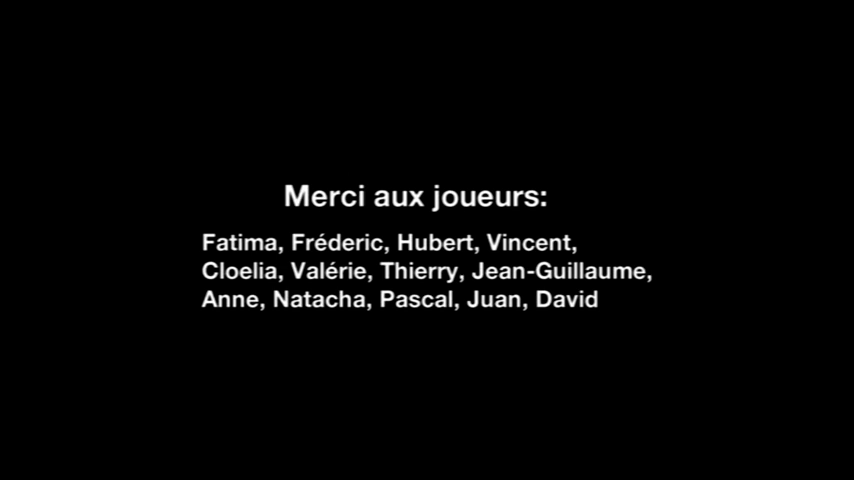 Merci aux joueurs:
Fatima, Fréderic, Hubert, Vincent,
Cloelia, Valérie, Thierry, Jean-Guillaume,
Anne, Natacha, Pascal, Juan, David